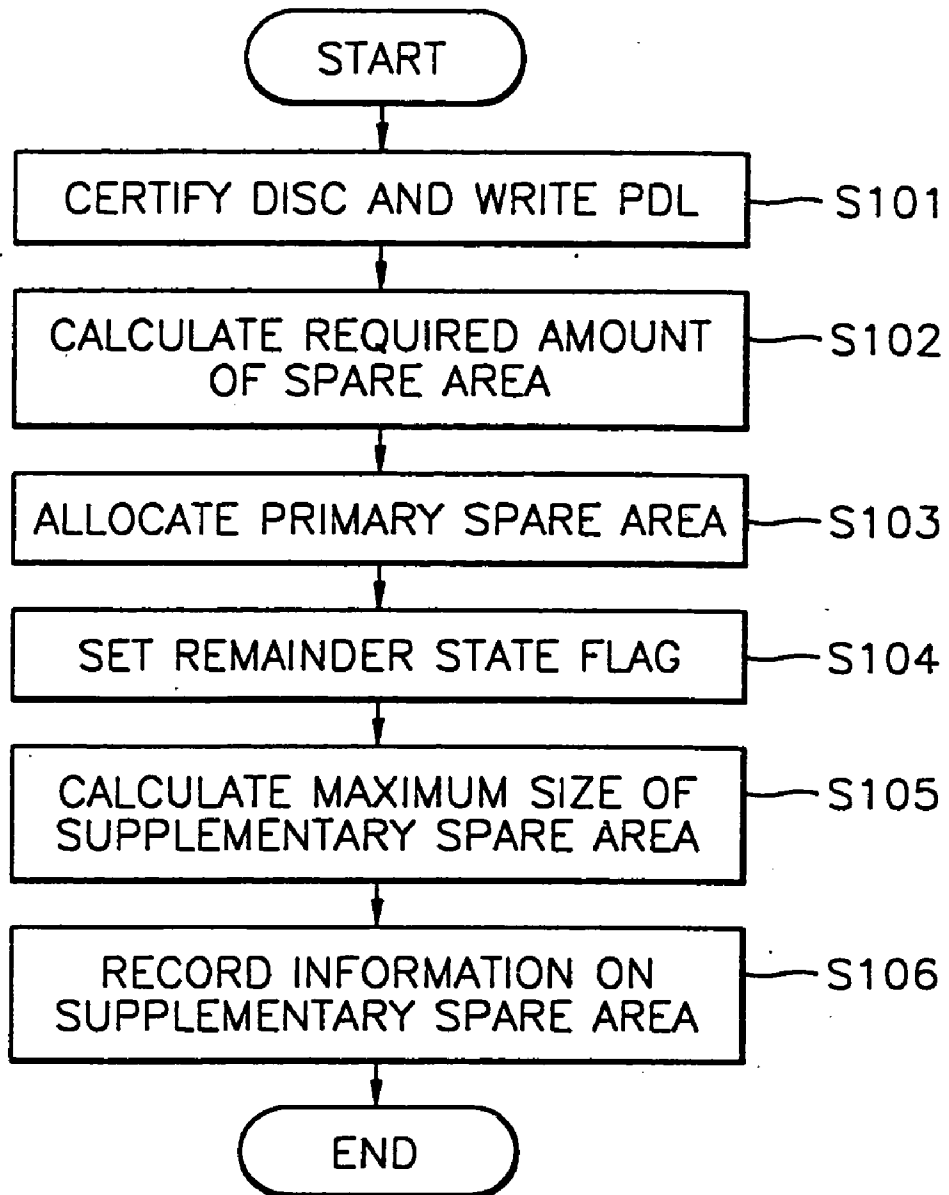 START
CERTIFY DISC AND WRITE PDL
S101
CALCULATE REQUIRED AMOUNT
OF SPARE AREA
S102
ALLOCATE PRIMARY SPARE AREA
S103
SET REMAINDER STATE FLAG
S104
CALCULATE MAXIMUM SIZE OF
SUPPLEMENTARY SPARE AREA
S105
RECORD INFORMATION ON
SUPPLEMENTARY SPARE AREA
S106
END